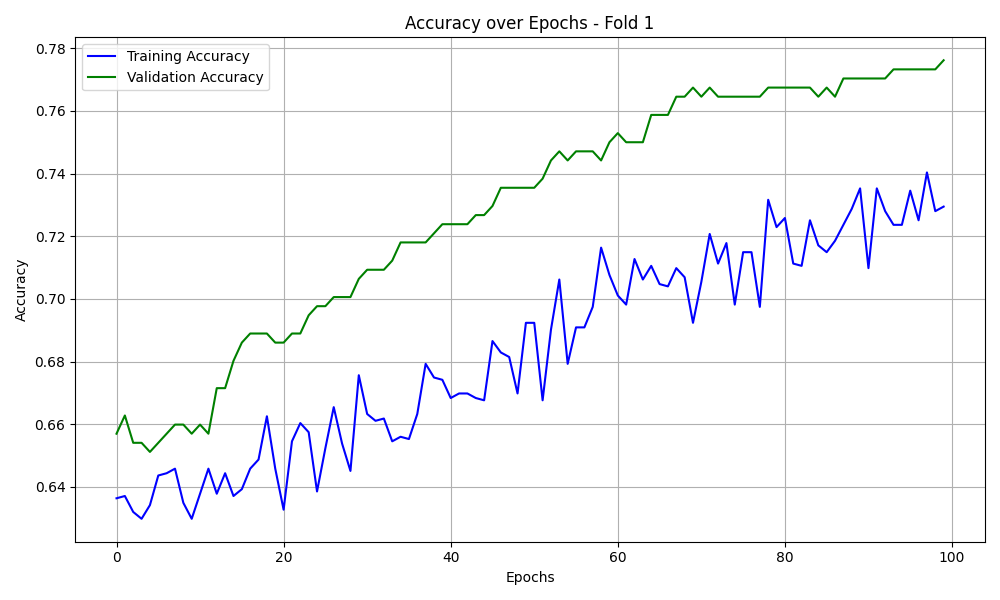 Accuracy over Epochs - Fold 1
Training Accuracy
Validation Accuracy
Accuracy
0.78
0.76
0.74
0.72
0.70
0.68
0.66
0.64
0 20 40 60 80 100
Epochs